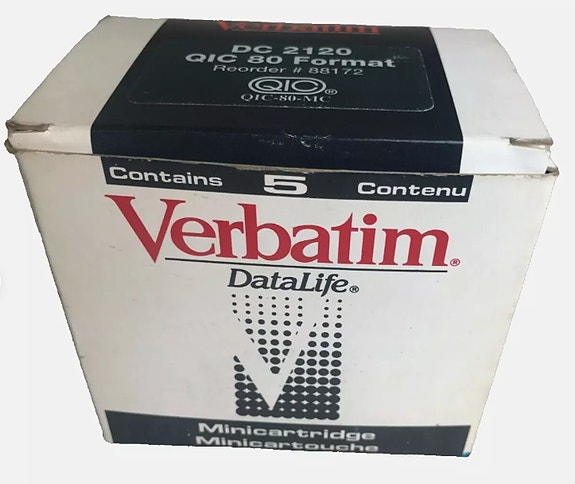 Verbatim
DC 2120
QIC 80 Format
Reorder # 88172
QIC®
QIC-80-MC
Contains 5 Contenu
Verbatim®
DataLife®
Minicartridge
Minicartouche